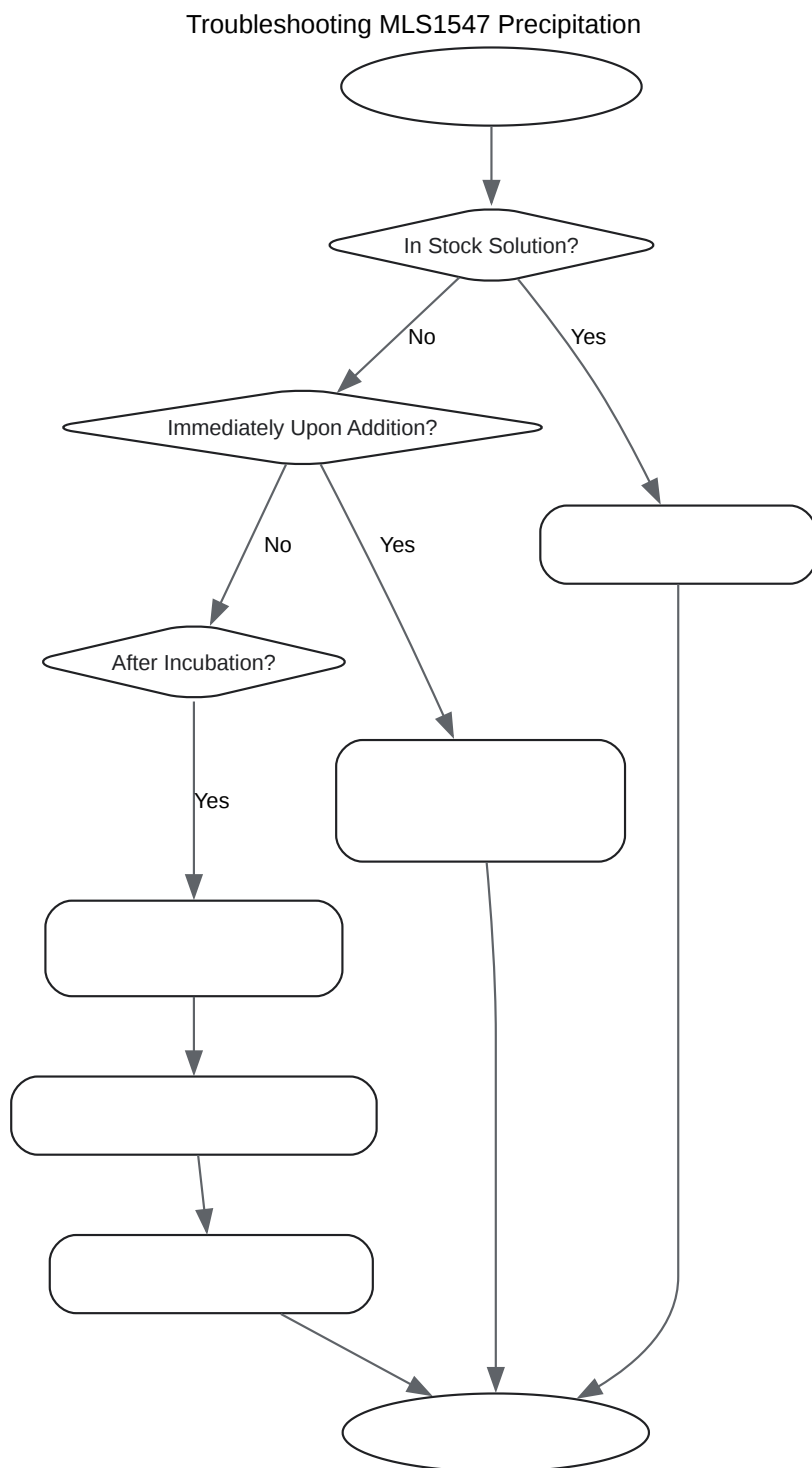 Troubleshooting MLS1547 Precipitation
In Stock Solution?
No
Yes
Immediately Upon Addition?
No
Yes
After Incubation?
Yes